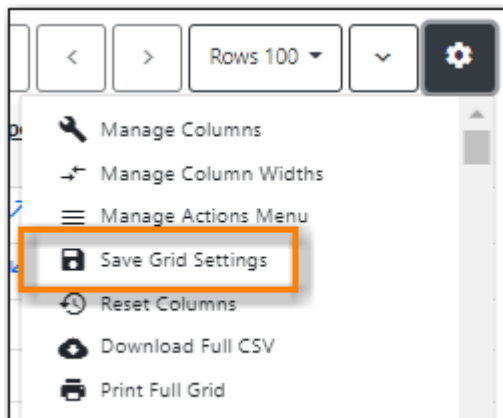 Rows 100
Manage Columns
Manage Column Widths
Manage Actions Menu
Save Grid Settings
Reset Columns
Download Full CSV
Print Full Grid